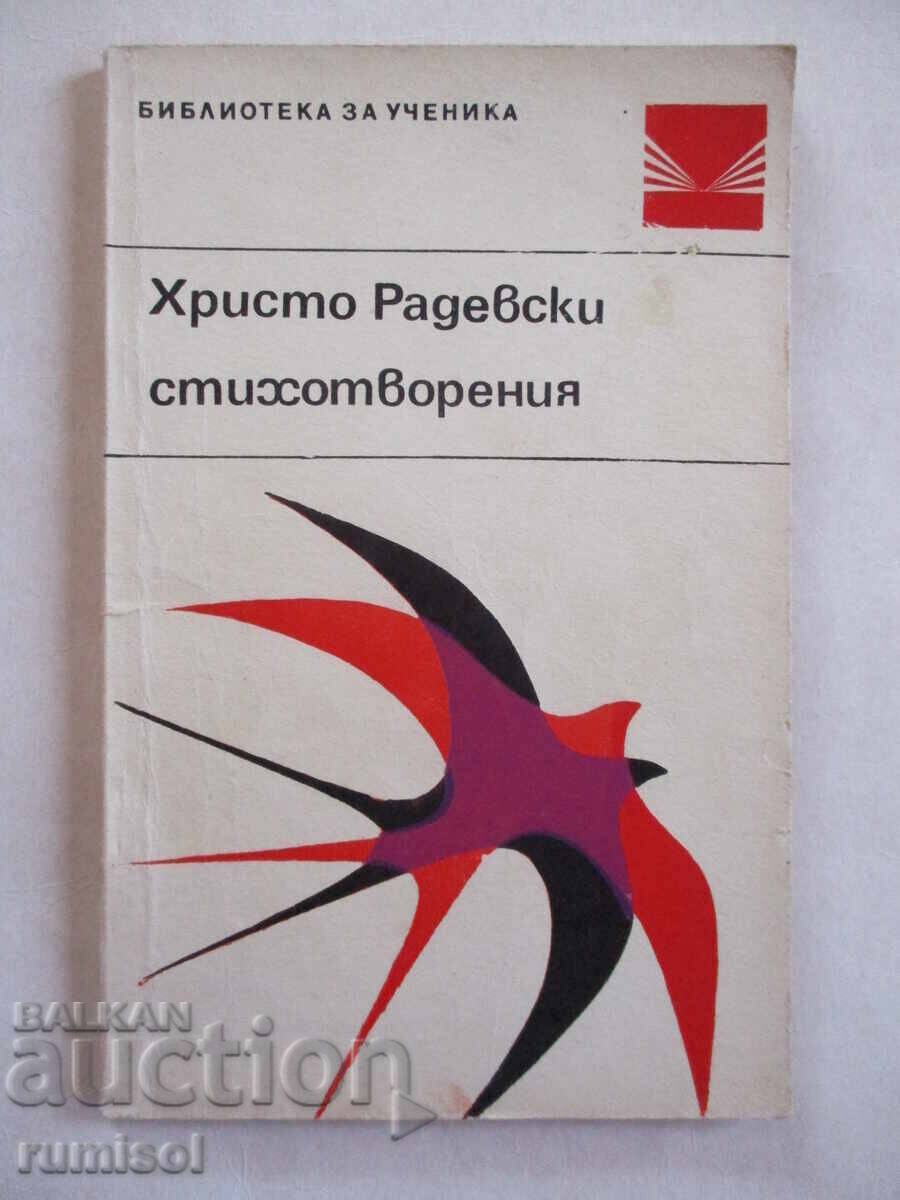 БИБЛИОТЕКА ЗА УЧЕНИКА
Христо Радевски
стихотворения
BALKAN
auction
rumisol